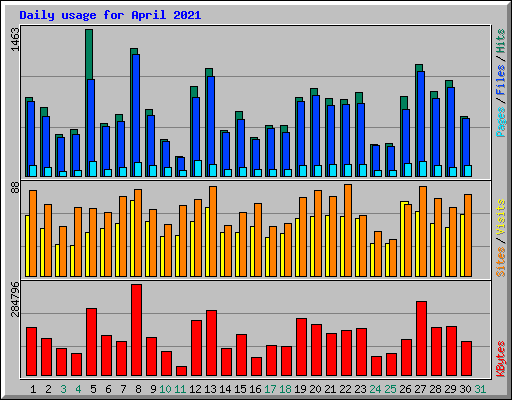 Daily usage for April 2021
1463
Pages / Files / Hits
88
Sites / Visits
284796
KBytes
1 2 3 4 5 6 7 8 9 10 11 12 13 14 15 16 17 18 19 20 21 22 23 24 25 26 27 28 29 30 31